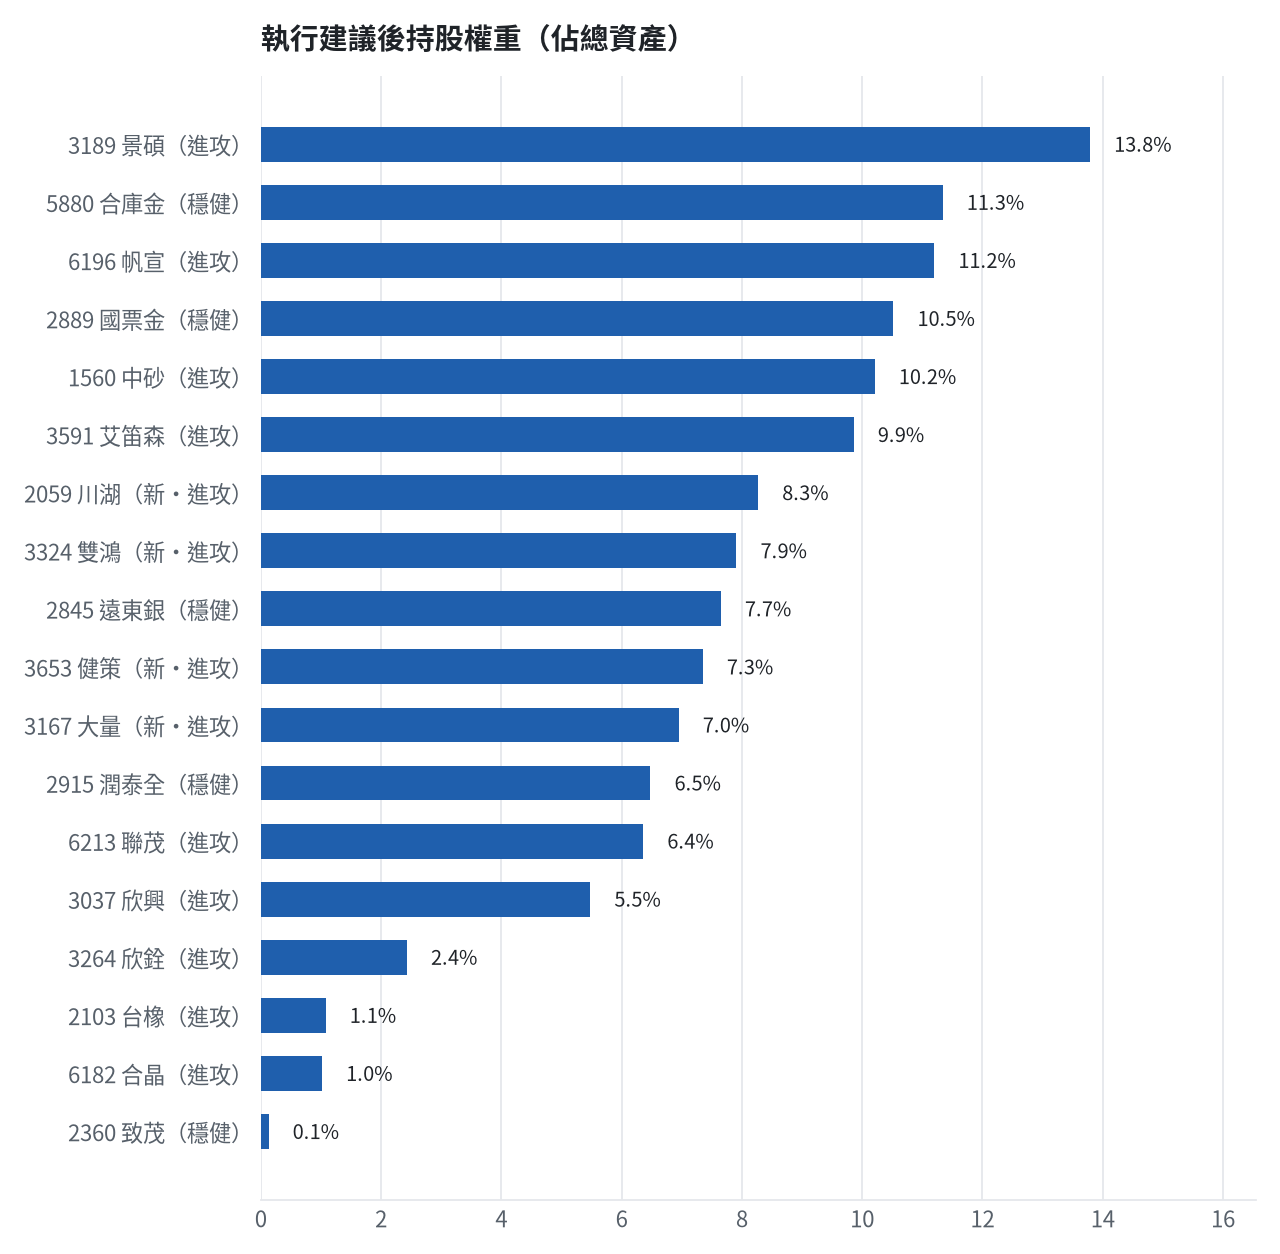 執行建議後持股權重（佔總資產）
3189 景碩（進攻） 13.8%
5880 合庫金（穩健） 11.3%
6196 帆宣（進攻） 11.2%
2889 國票金（穩健） 10.5%
1560 中砂（進攻） 10.2%
3591 艾笛森（進攻） 9.9%
2059 川湖（新・進攻） 8.3%
3324 雙鴻（新・進攻） 7.9%
2845 遠東銀（穩健） 7.7%
3653 健策（新・進攻） 7.3%
3167 大量（新・進攻） 7.0%
2915 潤泰全（穩健） 6.5%
6213 聯茂（進攻） 6.4%
3037 欣興（進攻） 5.5%
3264 欣銓（進攻） 2.4%
2103 台橡（進攻） 1.1%
6182 合晶（進攻） 1.0%
2360 致茂（穩健） 0.1%
0 2 4 6 8 10 12 14 16